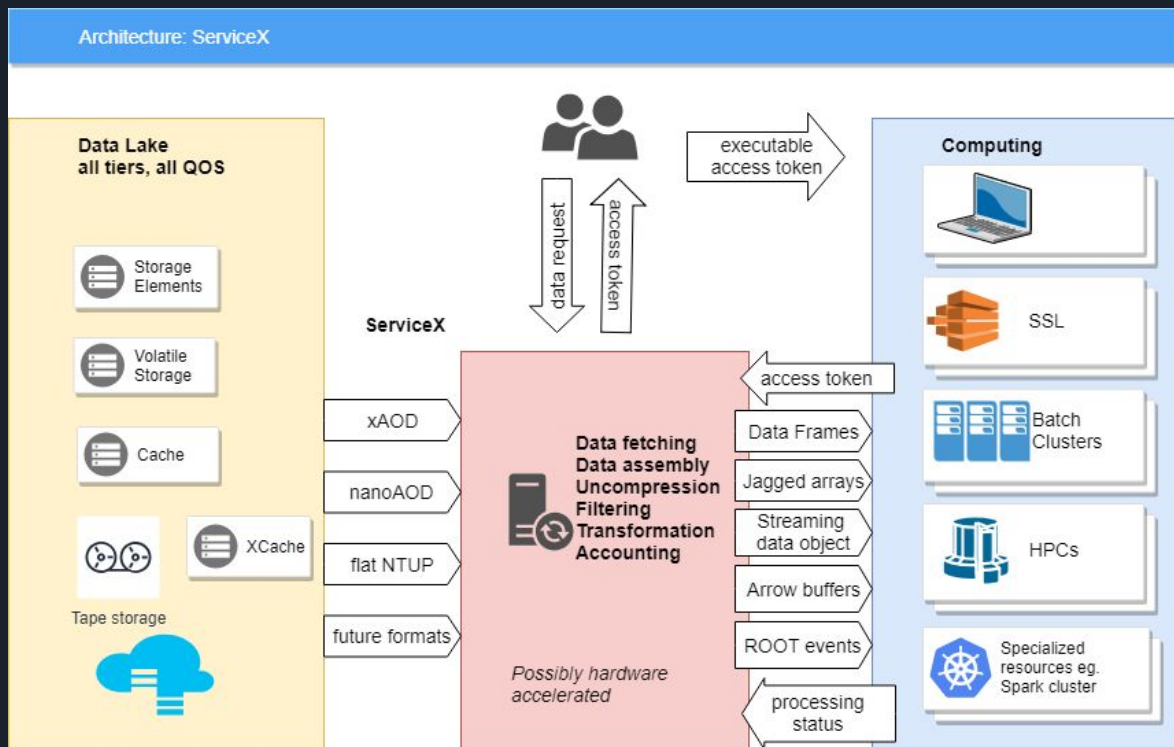 Architecture: ServiceX
Data Lake
all tiers, all QOS
Storage
Elements
Volatile
Storage
Cache
XCache
Tape storage
ServiceX
xAOD
nanoAOD
flat NTUP
future formats
data request
access token
executable
access token
Data fetching
Data assembly
Uncompression
Filtering
Transformation
Accounting
Possibly hardware
accelerated
access token
Data Frames
Jagged arrays
Streaming
data object
Arrow buffers
ROOT events
processing
status
Computing
SSL
Batch
Clusters
HPCs
Specialized
resources eg.
Spark cluster